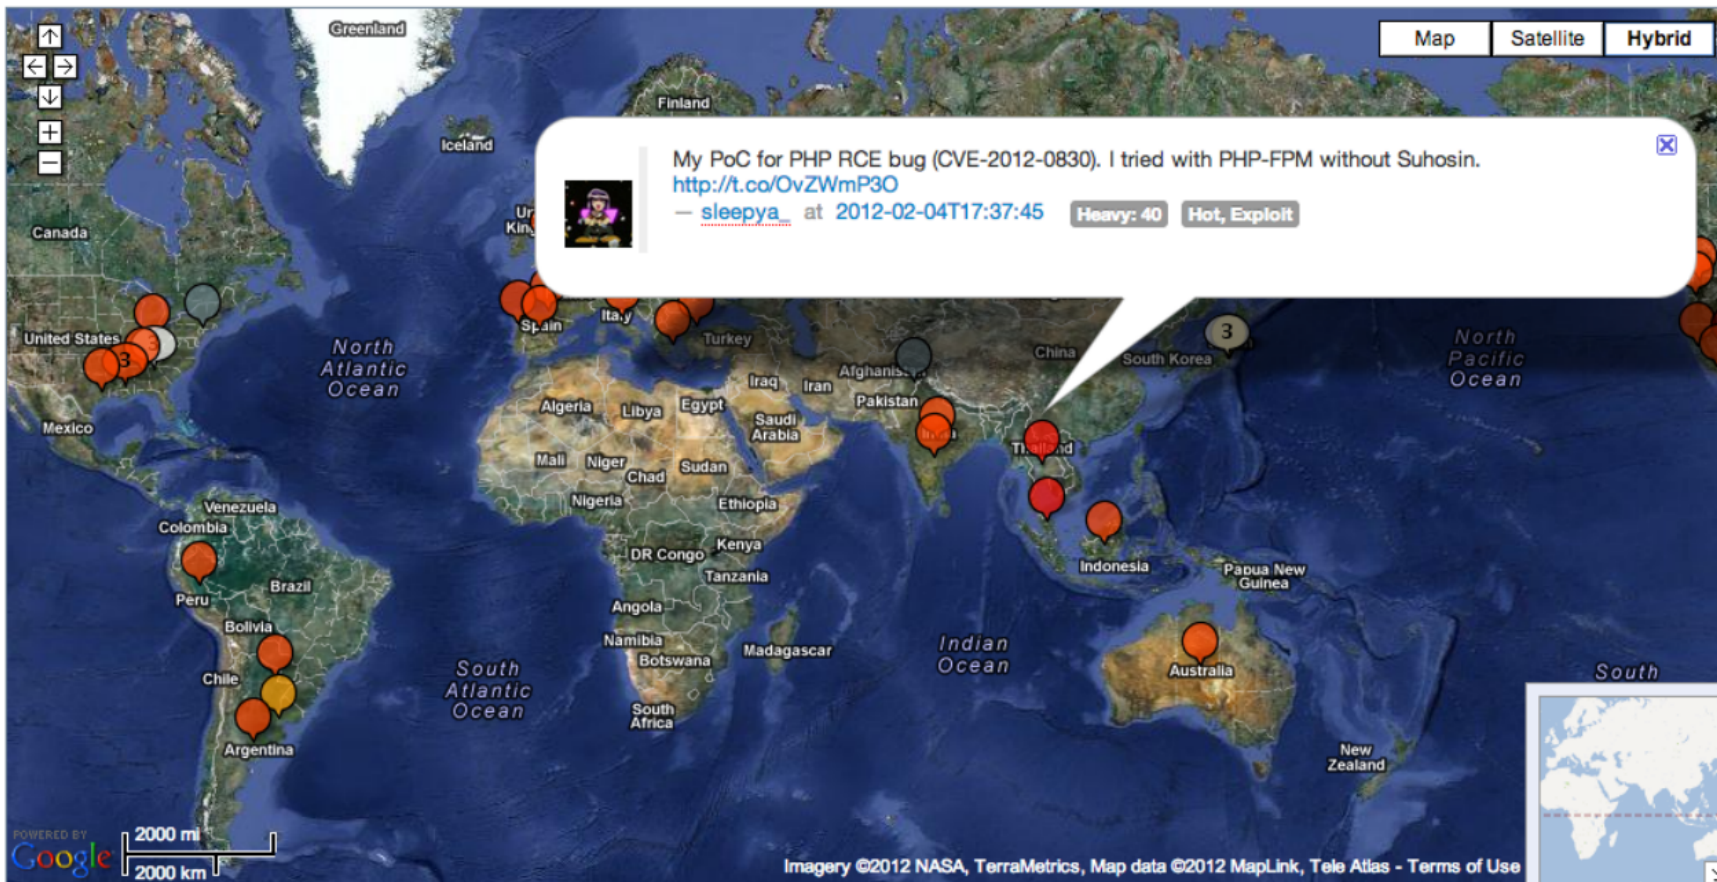 Greenland
Map
Satellite
Hybrid
Finland
Iceland
My PoC for PHP RCE bug (CVE-2012-0830). I tried with PHP-FPM without Suhosin.
http://t.co/OvZWmP3O
— sleepya_ at 2012-02-04T17:37:45 Heavy: 40 Hot, Exploit
Canada
United States
3
3
Spain
Italy
Turkey
China
South Korea
3
North
Atlantic
Ocean
North
Pacific
Ocean
Iraq
Iran
Pakistan
Mexico
Algeria
Libya
Egypt
Saudi
Arabia
Thailand
Mali
Niger
Chad
Sudan
Nigeria
Ethiopia
Venezuela
Colombia
DR Congo
Kenya
Tanzania
Indonesia
Papua New
Guinea
Peru
Brazil
Angola
Bolivia
Namibia
Botswana
Madagascar
Indian
Ocean
Australia
Chile
South
Atlantic
Ocean
South
Africa
South
Argentina
New
Zealand
POWERED BY
Google
2000 mi
2000 km
Imagery ©2012 NASA, TerraMetrics, Map data ©2012 MapLink, Tele Atlas - Terms of Use